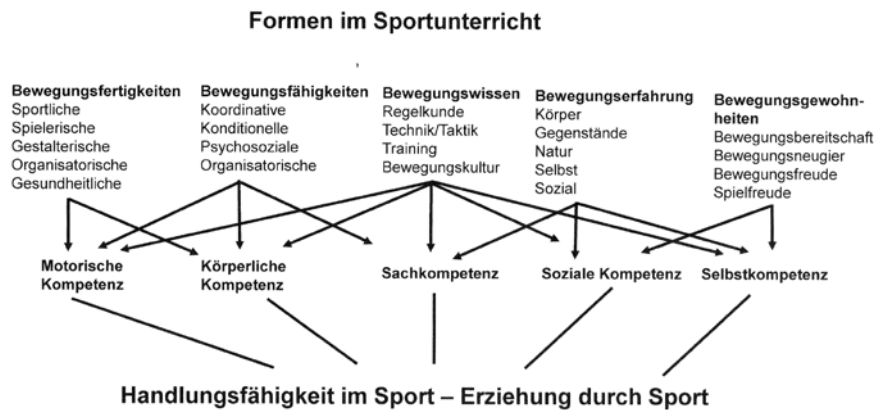 Formen im Sportunterricht
Bewegungsfertigkeiten
Sportliche
Spielerische
Gestalterische
Organisatorische
Gesundheitliche
Bewegungsfähigkeiten
Koordinative
Konditionelle
Psychosoziale
Organisatorische
Bewegungswissen
Regelkunde
Technik/Taktik
Training
Bewegungskultur
Bewegungserfahrung
Körper
Gegenstände
Natur
Selbst
Sozial
Bewegungsgewohn-
heiten
Bewegungsbereitschaft
Bewegungsneugier
Bewegungsfreude
Spielfreude
Motorische
Kompetenz
Körperliche
Kompetenz
Sachkompetenz
Soziale Kompetenz
Selbstkompetenz
Handlungsfähigkeit im Sport – Erziehung durch Sport